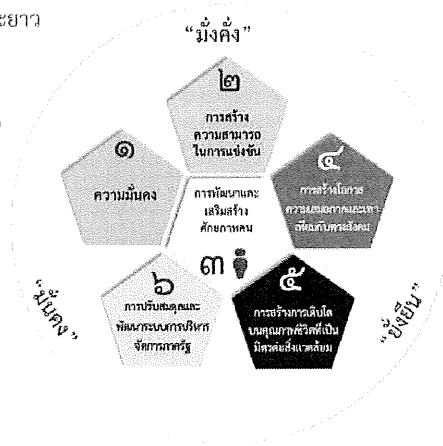 ะยาว
“มั่งคั่ง”
๒
การสร้าง
ความสามารถ
ในการแข่งขัน
๑
ความมั่นคง
การพัฒนาและ
เสริมสร้าง
ศักยภาพคน
๓
๔
การสร้างโอกาส
ความเสมอภาคและเท่า
เทียมกันทางสังคม
๖
การปรับสมดุลและ
พัฒนาระบบการบริหาร
จัดการภาครัฐ
๕
การสร้างการเติบโต
บนคุณภาพชีวิตที่เป็น
มิตรต่อสิ่งแวดล้อม
“มั่นคง”
“ยั่งยืน”